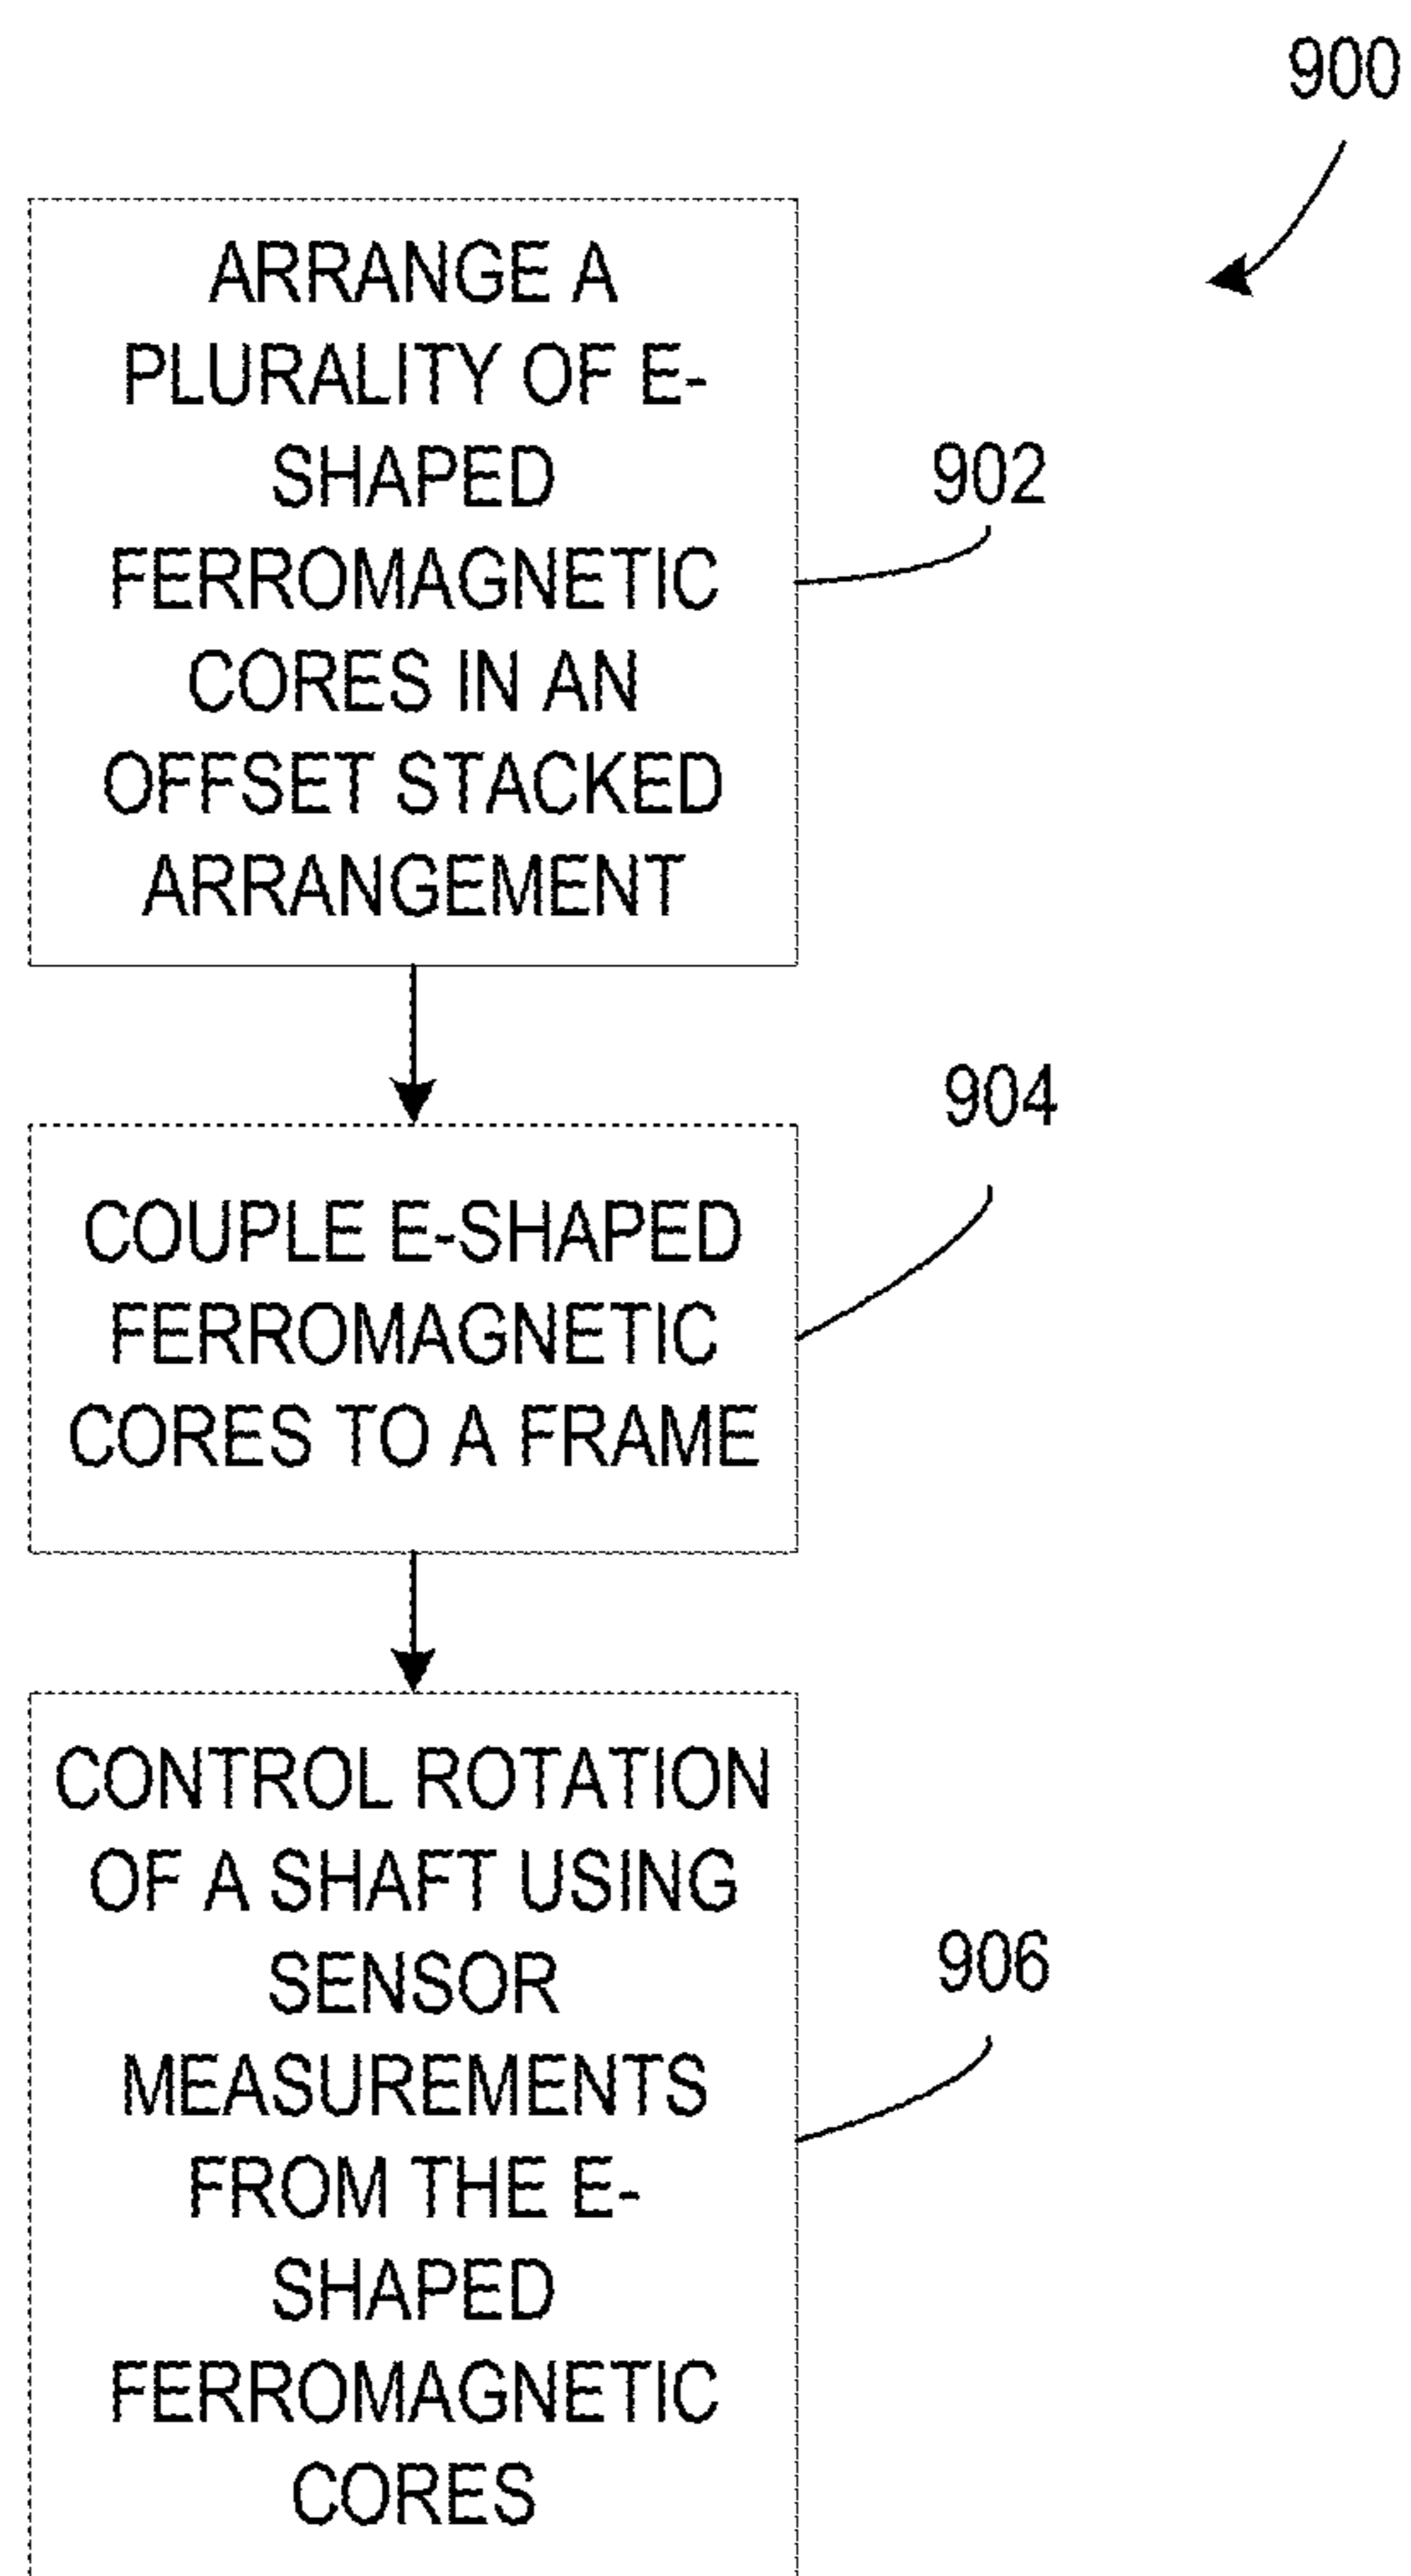 900
ARRANGE A
PLURALITY OF E-
SHAPED
FERROMAGNETIC
CORES IN AN
OFFSET STACKED
ARRANGEMENT
902
COUPLE E-SHAPED
FERROMAGNETIC
CORES TO A FRAME
904
CONTROL ROTATION
OF A SHAFT USING
SENSOR
MEASUREMENTS
FROM THE E-
SHAPED
FERROMAGNETIC
CORES
906